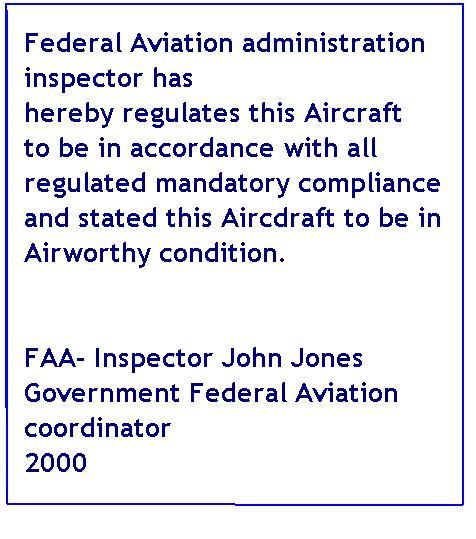 Federal Aviation administration
inspector has
hereby regulates this Aircraft
to be in accordance with all
regulated mandatory compliance
and stated this Aircdraft to be in
Airworthy condition.
FAA- Inspector John Jones
Government Federal Aviation
coordinator
2000